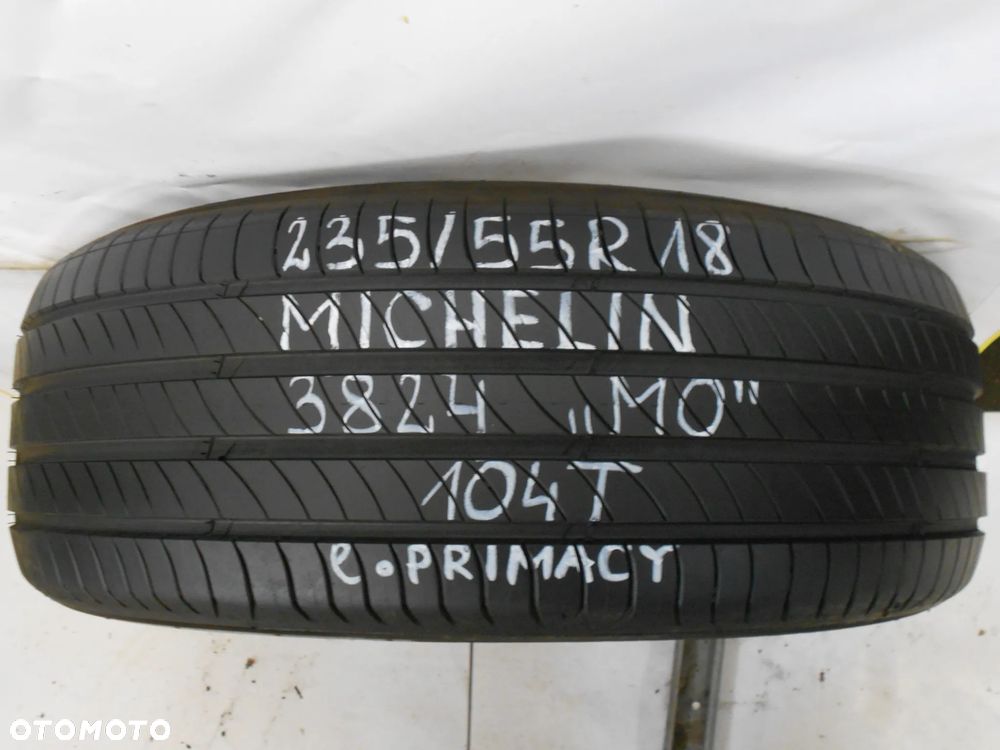 235/55R18
MICHELIN
3824 „MO"
104T
e.PRIMACY
OTOMOTO